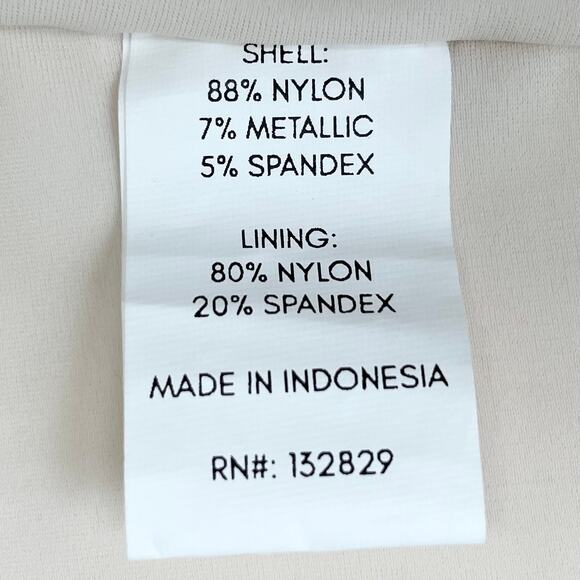 SHELL:
88% NYLON
7% METALLIC
5% SPANDEX
LINING:
80% NYLON
20% SPANDEX
MADE IN INDONESIA
RN#: 132829